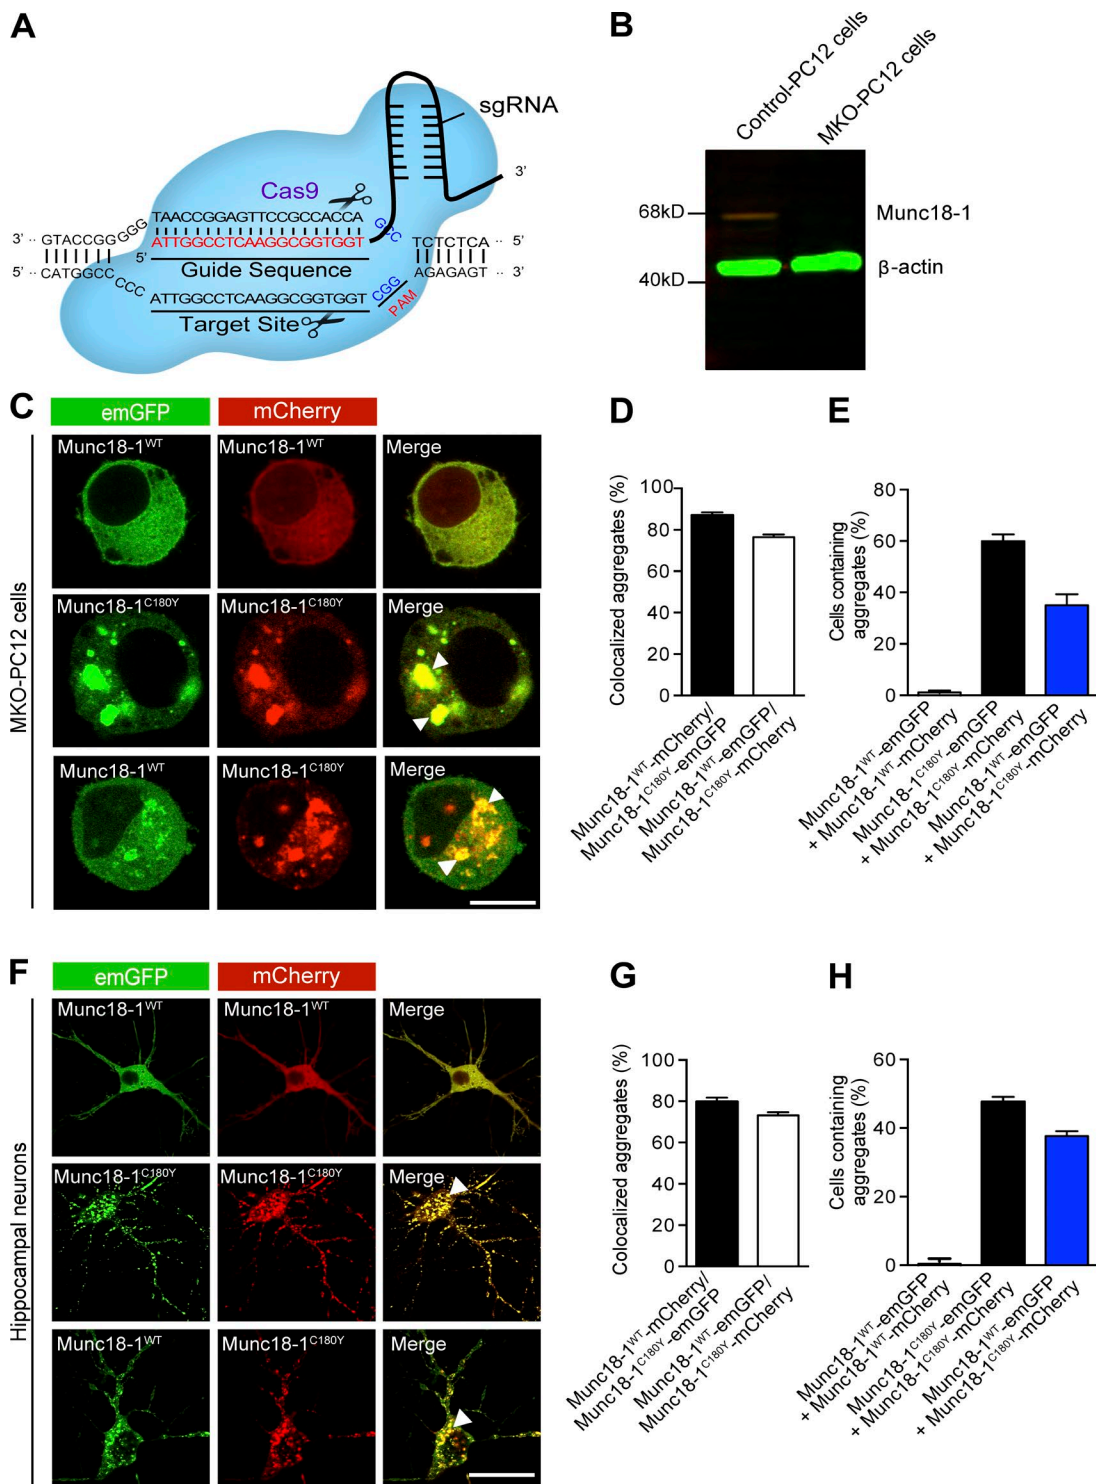 A
sgRNA
3’
Cas9
TAACCGGAGTTCCGCCACCA
3’ ·· GTACCGG GGG
ATTGGCCTCAAGGCGGTGGT
GCC
TCTCTCA ·· 5’
5’
Guide Sequence
5’ ·· CATGGCC CCC
ATTGGCCTCAAGGCGGTGGT
CGG
AGAGAGT ·· 3’
PAM
Target Site
B
Control-PC12 cells
MKO-PC12 cells
68kD
Munc18-1
40kD
β-actin
C
emGFP
mCherry
MKO-PC12 cells
Munc18-1WT
Munc18-1WT
Merge
Munc18-1C180Y
Munc18-1C180Y
Merge
Munc18-1WT
Munc18-1C180Y
Merge
D
Colocalized aggregates (%)
100
80
60
40
20
0
Munc18-1WT-mCherry/
Munc18-1C180Y-emGFP
Munc18-1WT-emGFP/
Munc18-1C180Y-mCherry
E
Cells containing
aggregates (%)
80
60
40
20
0
Munc18-1WT-emGFP
+ Munc18-1WT-mCherry
Munc18-1C180Y-emGFP
+ Munc18-1C180Y-mCherry
Munc18-1WT-emGFP
+ Munc18-1C180Y-mCherry
F
emGFP
mCherry
Hippocampal neurons
Munc18-1WT
Munc18-1WT
Merge
Munc18-1C180Y
Munc18-1C180Y
Merge
Munc18-1WT
Munc18-1C180Y
Merge
G
Colocalized aggregates (%)
100
80
60
40
20
0
Munc18-1WT-mCherry/
Munc18-1C180Y-emGFP
Munc18-1WT-emGFP/
Munc18-1C180Y-mCherry
H
Cells containing
aggregates (%)
60
40
20
0
Munc18-1WT-emGFP
+ Munc18-1WT-mCherry
Munc18-1C180Y-emGFP
+ Munc18-1C180Y-mCherry
Munc18-1WT-emGFP
+ Munc18-1C180Y-mCherry